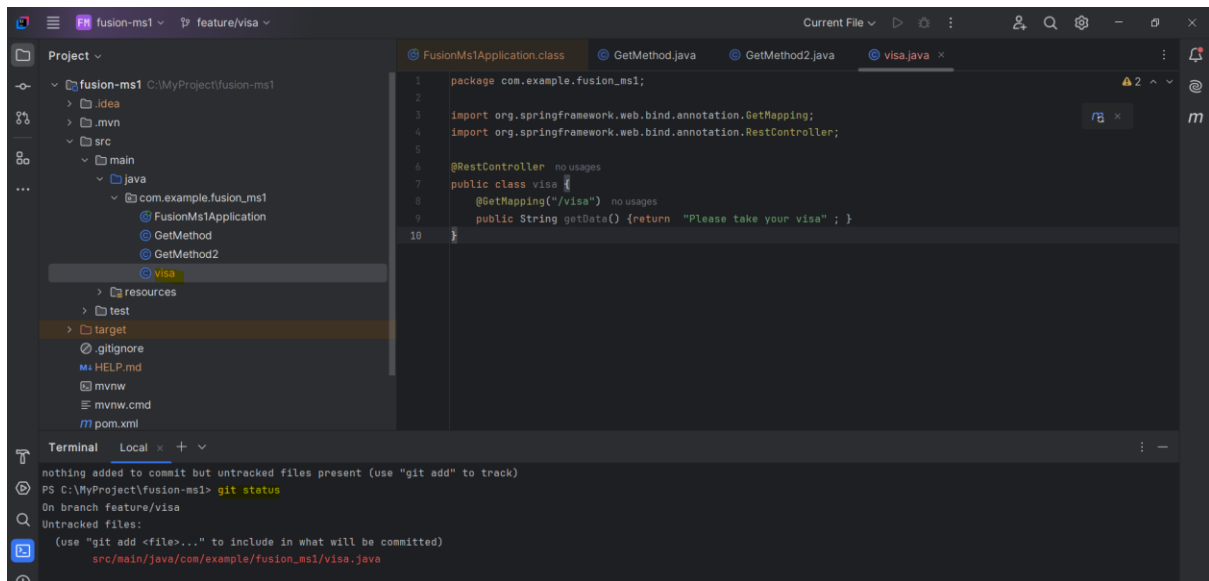 FM fusion-ms1 feature/visa Current File
Project
FusionMs1Application.class GetMethod.java GetMethod2.java visa.java
fusion-ms1 C:\MyProject\fusion-ms1
.idea
.mvn
src
main
java
com.example.fusion_ms1
FusionMs1Application
GetMethod
GetMethod2
visa
resources
test
target
.gitignore
M↓ HELP.md
mvnw
mvnw.cmd
m pom.xml
1 package com.example.fusion_ms1;
2
3 import org.springframework.web.bind.annotation.GetMapping;
4 import org.springframework.web.bind.annotation.RestController;
5
6 @RestController no usages
7 public class visa {
8 @GetMapping("/visa") no usages
9 public String getData() {return "Please take your visa" ; }
10 }
2
m
Terminal Local
nothing added to commit but untracked files present (use "git add" to track)
PS C:\MyProject\fusion-ms1> git status
On branch feature/visa
Untracked files:
(use "git add <file>..." to include in what will be committed)
src/main/java/com/example/fusion_ms1/visa.java